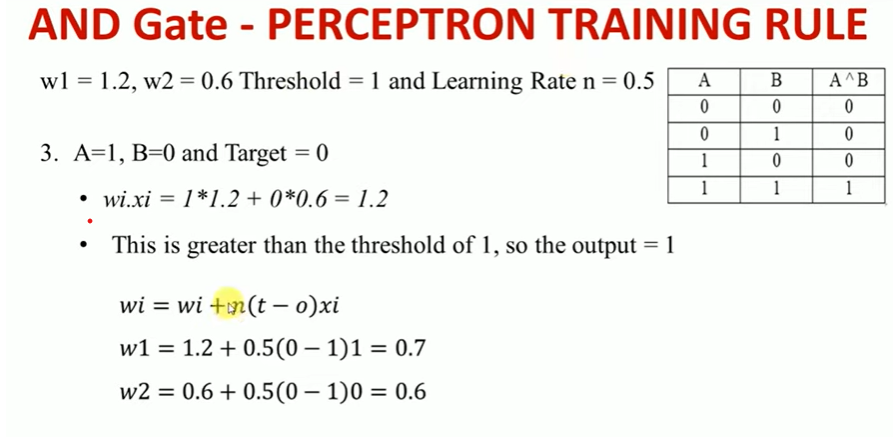 AND Gate - PERCEPTRON TRAINING RULE
w1 = 1.2, w2 = 0.6 Threshold = 1 and Learning Rate n = 0.5
A B A^B
0 0 0
0 1 0
1 0 0
1 1 1
3. A=1, B=0 and Target = 0
• wi.xi = 1*1.2 + 0*0.6 = 1.2
• This is greater than the threshold of 1, so the output = 1
wi = wi + n(t − o)xi
w1 = 1.2 + 0.5(0 − 1)1 = 0.7
w2 = 0.6 + 0.5(0 − 1)0 = 0.6